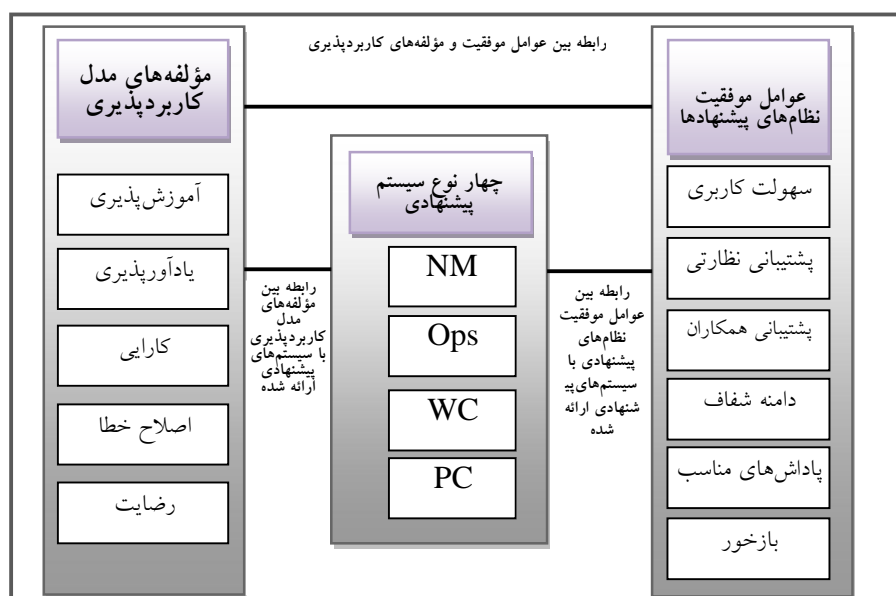 رابطه بین عوامل موفقیت و مؤلفه‌های کاربردپذیری
عوامل موفقیت
نظام‌های پیشنهادها
سهولت کاربری
پشتیبانی نظارتی
پشتیبانی همکاران
دامنه شفاف
پاداش‌های مناسب
بازخور
رابطه بین
عوامل موفقیت
نظام‌های
پیشنهادی با
سیستم‌های‌پی
شنهادی ارائه
شده
چهار نوع سیستم
پیشنهادی
NM
Ops
WC
PC
رابطه بین
مؤلفه‌های
مدل
کاربردپذیری
با سیستم‌های
پیشنهادی
ارائه شده
مؤلفه‌های مدل
کاربردپذیری
آموزش‌پذیری
یادآورپذیری
کارایی
اصلاح خطا
رضایت